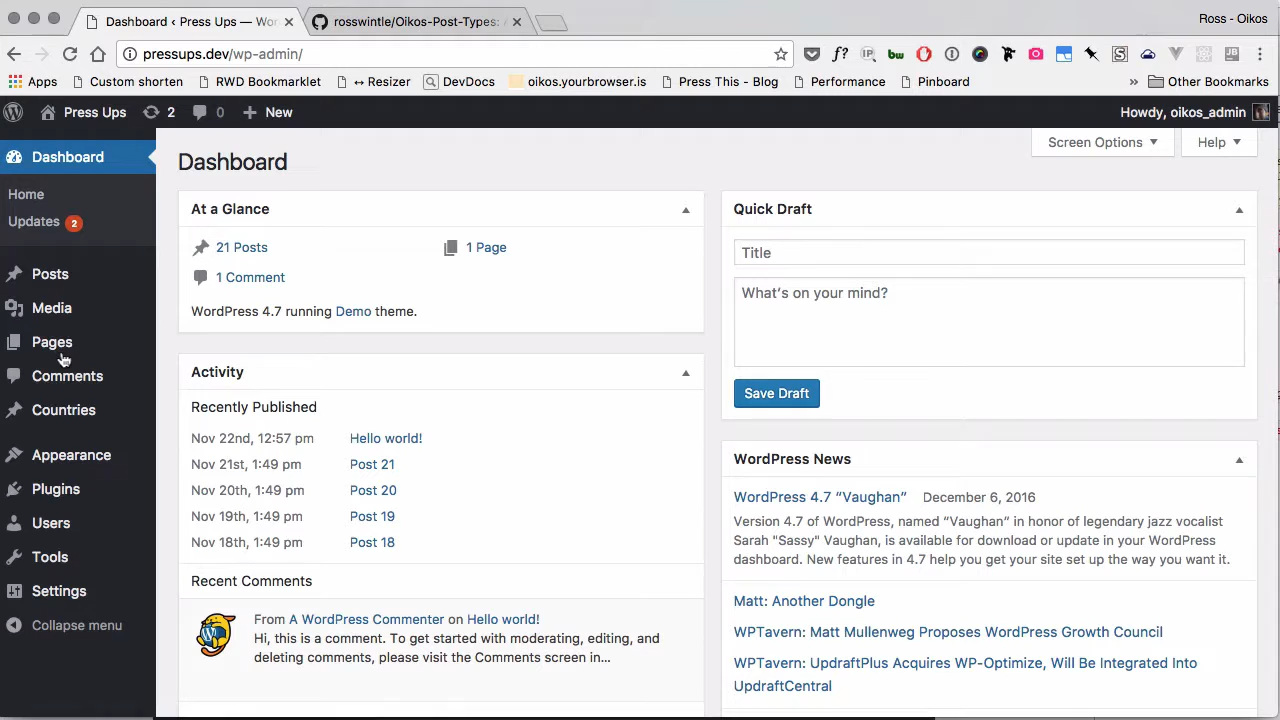 Dashboard ‹ Press Ups — Wor
rosswintle/Oikos-Post-Types: A
Ross - Oikos
pressups.dev/wp-admin/
Apps
Custom shorten
RWD Bookmarklet
↔ Resizer
DevDocs
oikos.yourbrowser.is
Press This - Blog
Performance
Pinboard
»
Other Bookmarks
Press Ups
2
0
New
Howdy, oikos_admin
Dashboard
Home
Updates 2
Posts
Media
Pages
Comments
Countries
Appearance
Plugins
Users
Tools
Settings
Collapse menu
Screen Options
Help
Dashboard
At a Glance
21 Posts
1 Page
1 Comment
WordPress 4.7 running Demo theme.
Activity
Recently Published
Nov 22nd, 12:57 pm Hello world!
Nov 21st, 1:49 pm Post 21
Nov 20th, 1:49 pm Post 20
Nov 19th, 1:49 pm Post 19
Nov 18th, 1:49 pm Post 18
Recent Comments
From A WordPress Commenter on Hello world!
Hi, this is a comment. To get started with moderating, editing, and
deleting comments, please visit the Comments screen in...
Quick Draft
Title
What's on your mind?
Save Draft
WordPress News
WordPress 4.7 “Vaughan” December 6, 2016
Version 4.7 of WordPress, named “Vaughan” in honor of legendary jazz vocalist
Sarah "Sassy" Vaughan, is available for download or update in your WordPress
dashboard. New features in 4.7 help you get your site set up the way you want it.
Matt: Another Dongle
WPTavern: Matt Mullenweg Proposes WordPress Growth Council
WPTavern: UpdraftPlus Acquires WP-Optimize, Will Be Integrated Into
UpdraftCentral